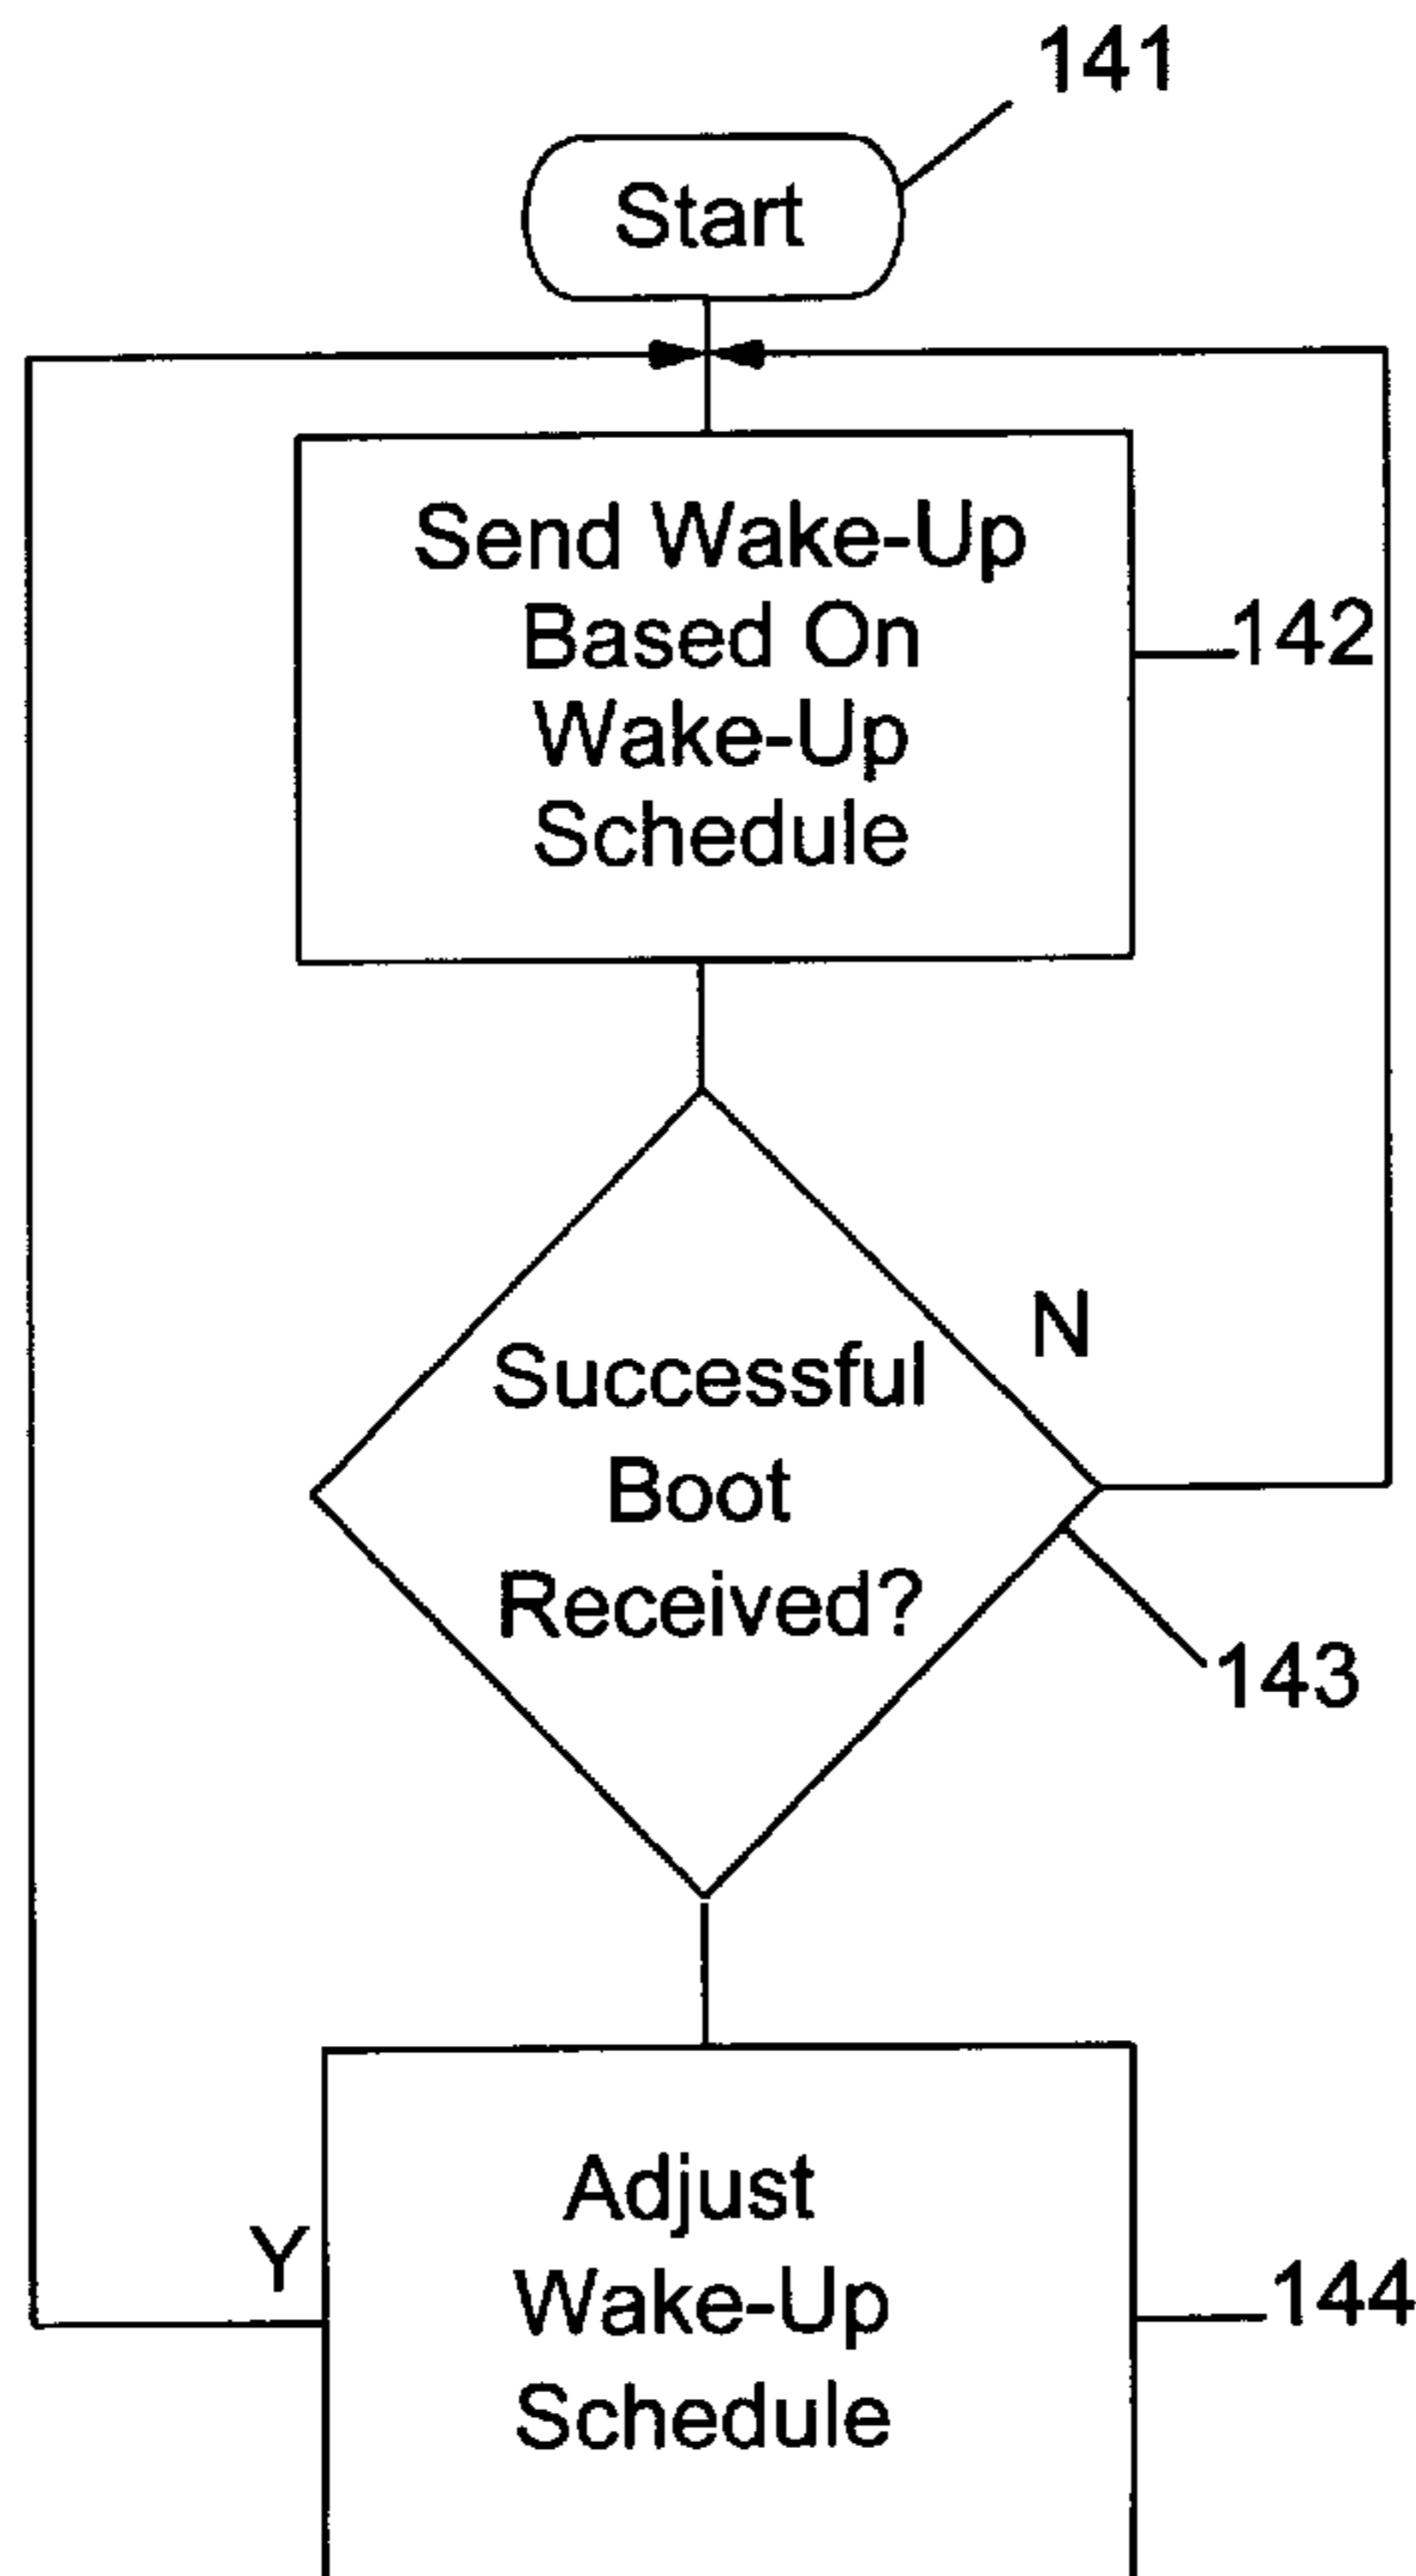 141
Start
Send Wake-Up
Based On
Wake-Up
Schedule
142
N
Successful
Boot
Received?
143
Y
Adjust
Wake-Up
Schedule
144